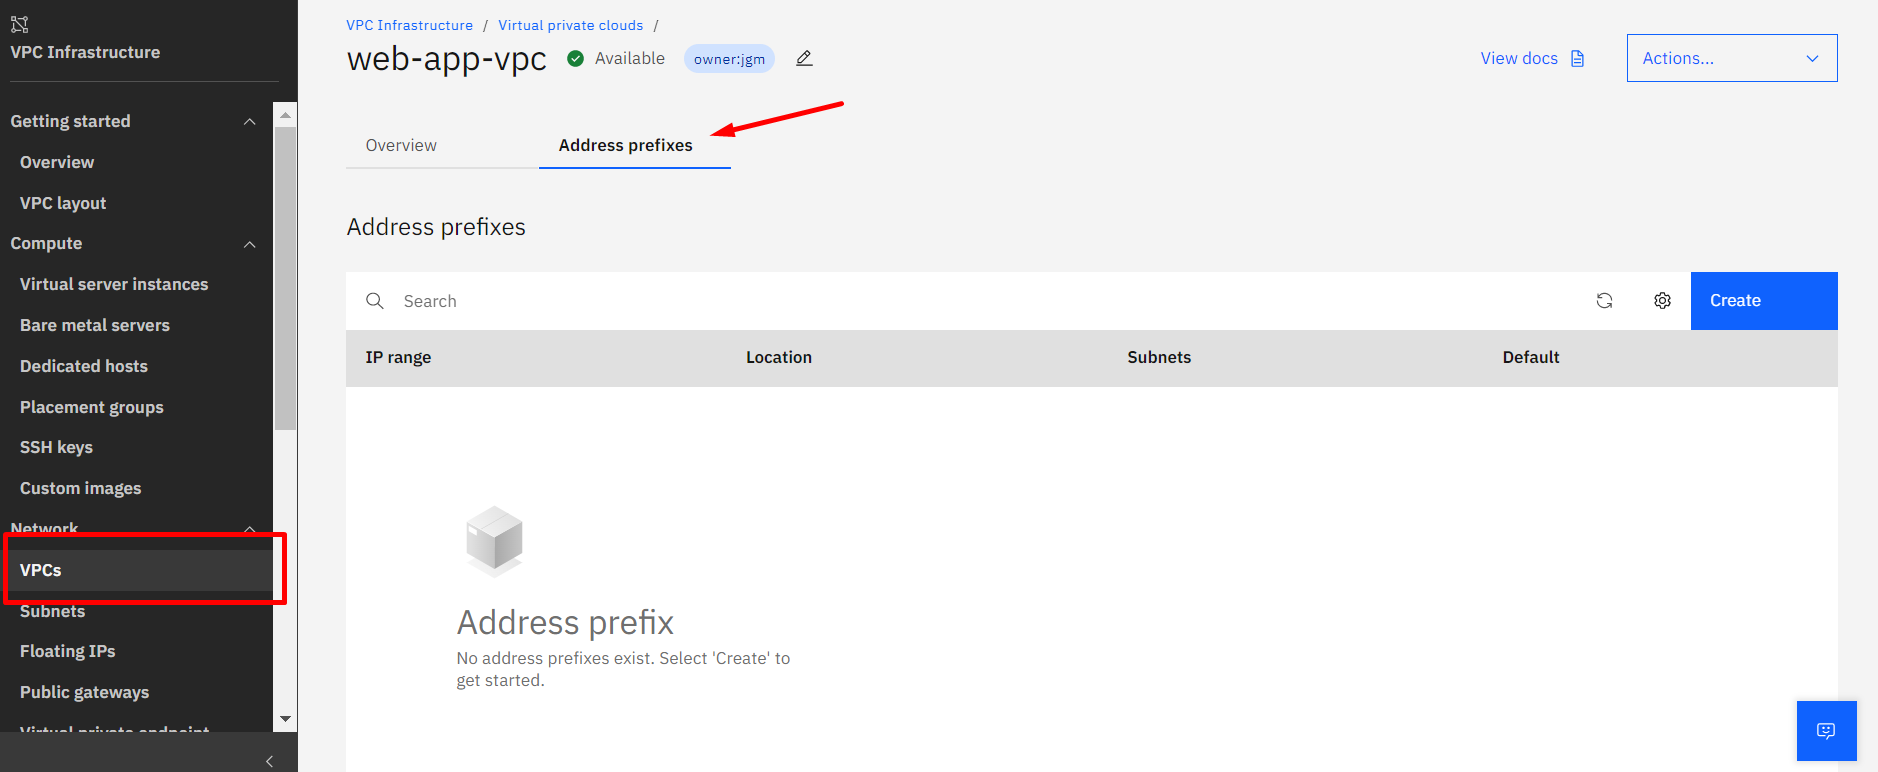 VPC Infrastructure
Getting started
Overview
VPC layout
Compute
Virtual server instances
Bare metal servers
Dedicated hosts
Placement groups
SSH keys
Custom images
Network
VPCs
Subnets
Floating IPs
Public gateways
Virtual private endpoint
VPC Infrastructure / Virtual private clouds /
web-app-vpc Available owner:jgm
View docs Actions...
Overview Address prefixes
Address prefixes
Search Create
IP range Location Subnets Default
Address prefix
No address prefixes exist. Select 'Create' to
get started.